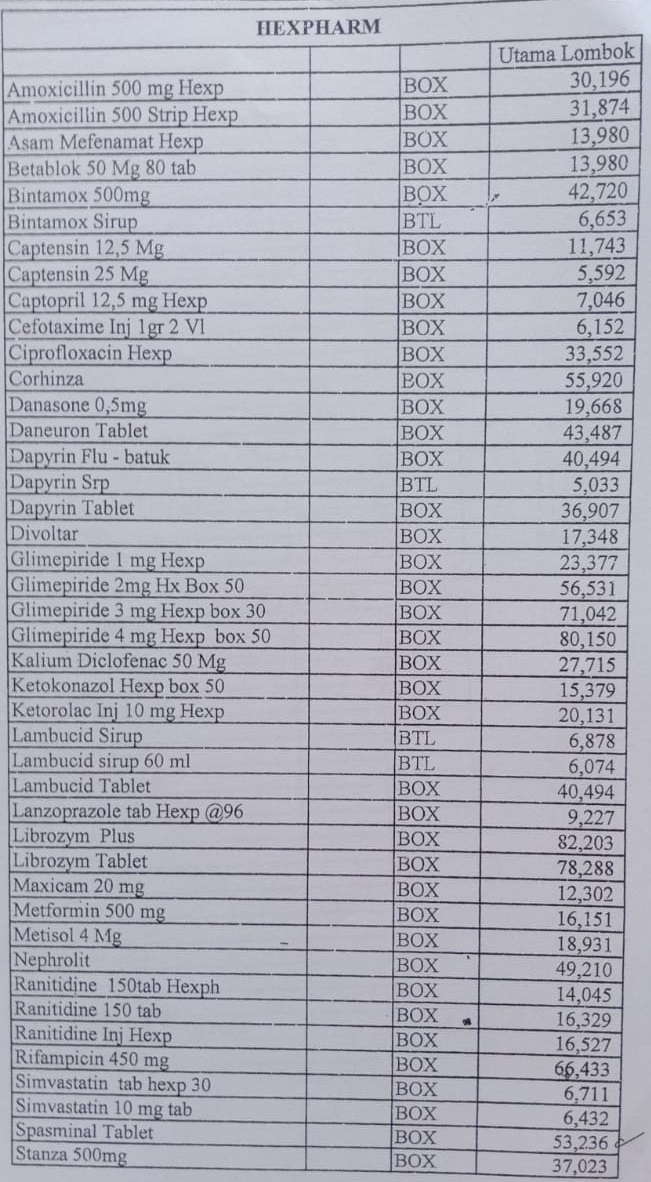 HEXPHARM
Utama Lombok
Amoxicillin 500 mg Hexp BOX 30,196
Amoxicillin 500 Strip Hexp BOX 31,874
Asam Mefenamat Hexp BOX 13,980
Betablok 50 Mg 80 tab BOX 13,980
Bintamox 500mg BOX 42,720
Bintamox Sirup BTL 6,653
Captensin 12,5 Mg BOX 11,743
Captensin 25 Mg BOX 5,592
Captopril 12,5 mg Hexp BOX 7,046
Cefotaxime Inj 1gr 2 Vl BOX 6,152
Ciprofloxacin Hexp BOX 33,552
Corhinza BOX 55,920
Danasone 0,5mg BOX 19,668
Daneuron Tablet BOX 43,487
Dapyrin Flu - batuk BOX 40,494
Dapyrin Srp BTL 5,033
Dapyrin Tablet BOX 36,907
Divoltar BOX 17,348
Glimepiride 1 mg Hexp BOX 23,377
Glimepiride 2mg Hx Box 50 BOX 56,531
Glimepiride 3 mg Hexp box 30 BOX 71,042
Glimepiride 4 mg Hexp box 50 BOX 80,150
Kalium Diclofenac 50 Mg BOX 27,715
Ketokonazol Hexp box 50 BOX 15,379
Ketorolac Inj 10 mg Hexp BOX 20,131
Lambucid Sirup BTL 6,878
Lambucid sirup 60 ml BTL 6,074
Lambucid Tablet BOX 40,494
Lanzoprazole tab Hexp @96 BOX 9,227
Librozym Plus BOX 82,203
Librozym Tablet BOX 78,288
Maxicam 20 mg BOX 12,302
Metformin 500 mg BOX 16,151
Metisol 4 Mg BOX 18,931
Nephrolit BOX 49,210
Ranitidine 150tab Hexph BOX 14,045
Ranitidine 150 tab BOX 16,329
Ranitidine Inj Hexp BOX 16,527
Rifampicin 450 mg BOX 66,433
Simvastatin tab hexp 30 BOX 6,711
Simvastatin 10 mg tab BOX 6,432
Spasminal Tablet BOX 53,236
Stanza 500mg BOX 37,023